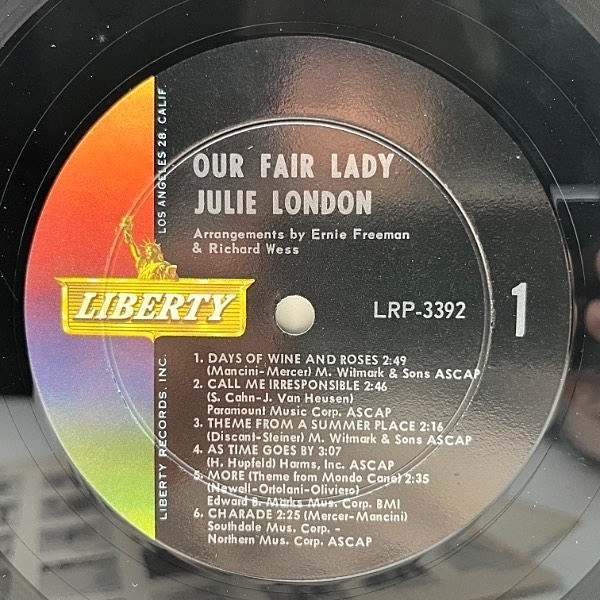 OUR FAIR LADY
JULIE LONDON
Arrangements by Ernie Freeman
& Richard Wess
LIBERTY
LRP-3392
1
1. DAYS OF WINE AND ROSES 2:49
(Mancini-Mercer) M. Witmark & Sons ASCAP
2. CALL ME IRRESPONSIBLE 2:46
(S. Cahn-J. Van Heusen)
Paramount Music Corp. ASCAP
3. THEME FROM A SUMMER PLACE 2:16
(Discant-Steiner) M. Witmark & Sons ASCAP
4. AS TIME GOES BY 3:07
(H. Hupfeld) Harms, Inc. ASCAP
5. MORE (Theme from Mondo Cane) 2:35
(Newell-Ortolani-Oliviero)
Edward B. Marks Mus. Corp. BMI
6. CHARADE 2:25 (Mercer-Mancini)
Southdale Mus. Corp. -
Northern Mus. Corp. ASCAP
LIBERTY RECORDS, INC.
LOS ANGELES 28, CALIF.